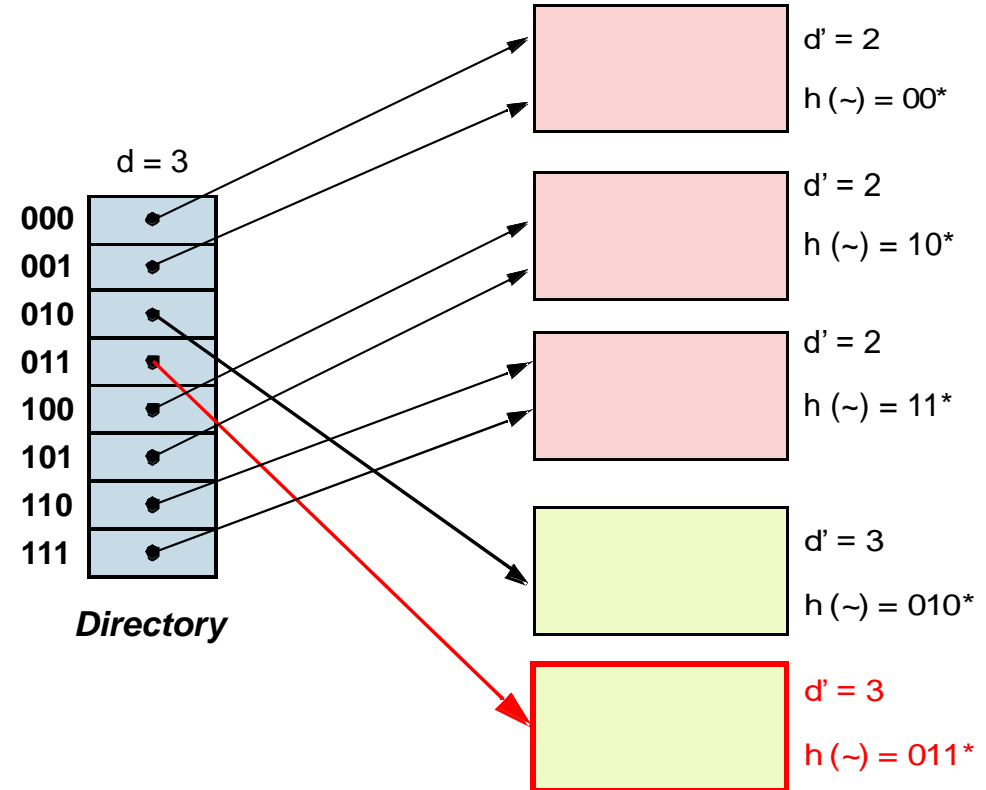 d = 3
000
001
010
011
100
101
110
111
Directory
d’ = 2
h (~) = 00*
d’ = 2
h (~) = 10*
d’ = 2
h (~) = 11*
d’ = 3
h (~) = 010*
d’ = 3
h (~) = 011*